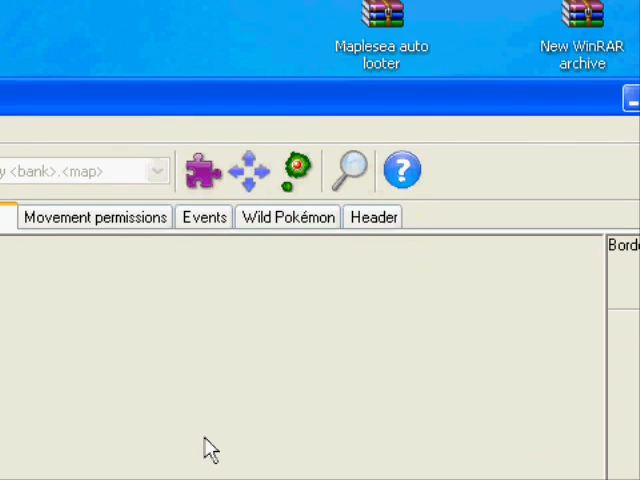 Maplesea auto
looter
New WinRAR
archive
y <bank>.<map>
Movement permissions
Events
Wild Pokémon
Header
Borde